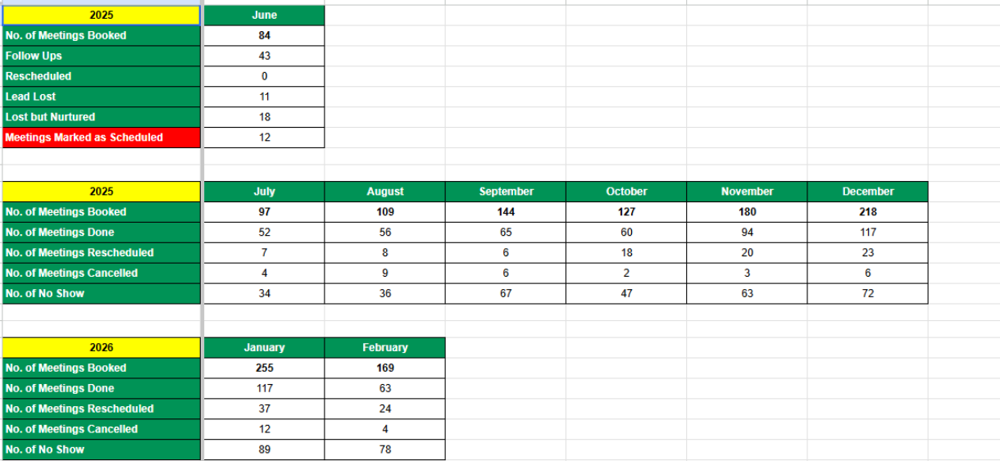 2025 June
No. of Meetings Booked 84
Follow Ups 43
Rescheduled 0
Lead Lost 11
Lost but Nurtured 18
Meetings Marked as Scheduled 12
2025 July August September October November December
No. of Meetings Booked 97 109 144 127 180 218
No. of Meetings Done 52 56 65 60 94 117
No. of Meetings Rescheduled 7 8 6 18 20 23
No. of Meetings Cancelled 4 9 6 2 3 6
No. of No Show 34 36 67 47 63 72
2026 January February
No. of Meetings Booked 255 169
No. of Meetings Done 117 63
No. of Meetings Rescheduled 37 24
No. of Meetings Cancelled 12 4
No. of No Show 89 78